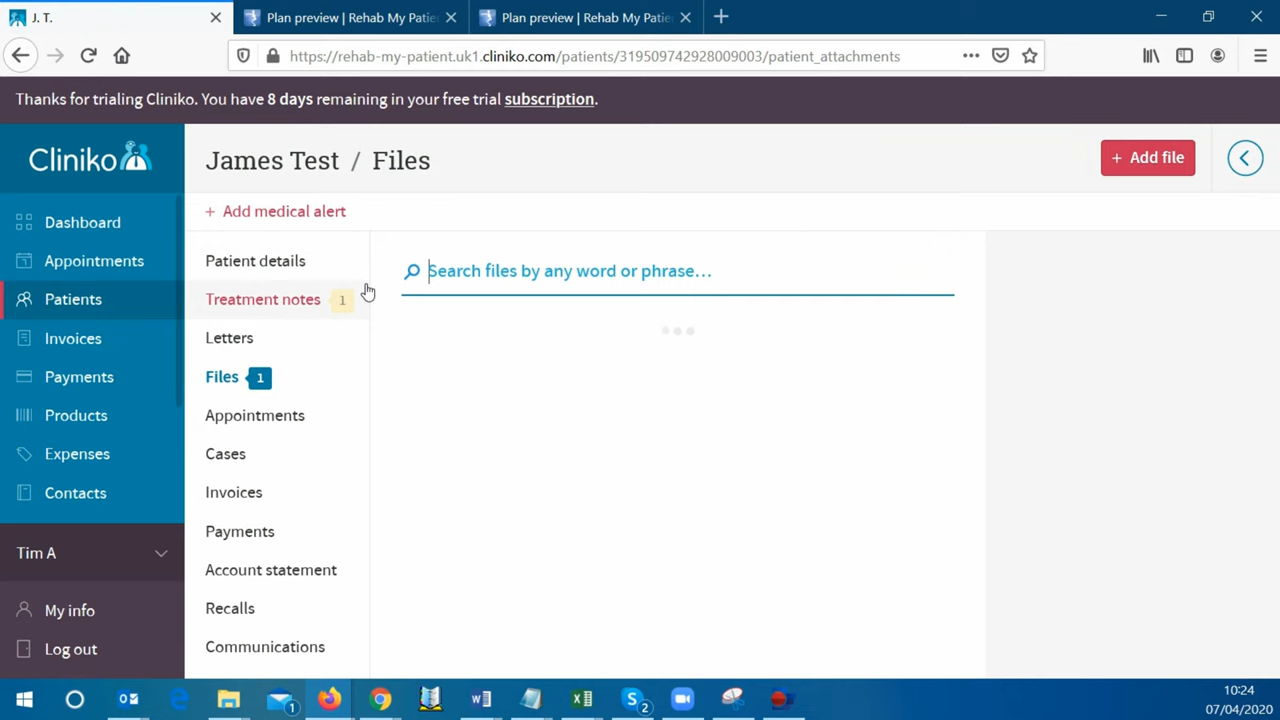 J. T.
Plan preview | Rehab My Patie
Plan preview | Rehab My Patie
https://rehab-my-patient.uk1.cliniko.com/patients/319509742928009003/patient_attachments
Thanks for trialing Cliniko. You have 8 days remaining in your free trial subscription.
Cliniko
James Test / Files
+ Add file
+ Add medical alert
Dashboard
Appointments
Patients
Invoices
Payments
Products
Expenses
Contacts
Tim A
My info
Log out
Patient details
Treatment notes 1
Letters
Files 1
Appointments
Cases
Invoices
Payments
Account statement
Recalls
Communications
Search files by any word or phrase…
1
2
10:24
07/04/2020